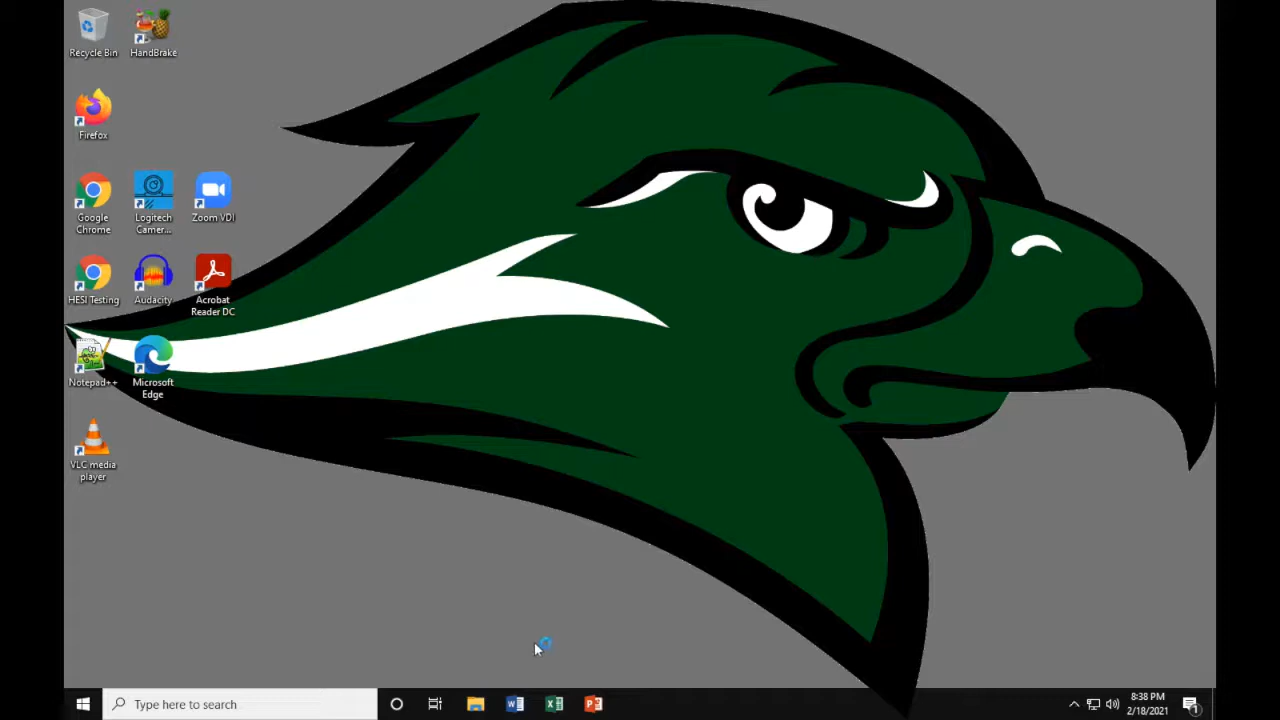 Recycle Bin
HandBrake
Firefox
Google
Chrome
Logitech
Camer...
Zoom VDI
HESI Testing
Audacity
Acrobat
Reader DC
Notepad++
Microsoft
Edge
VLC media
player
Type here to search
8:38 PM
2/18/2021
1